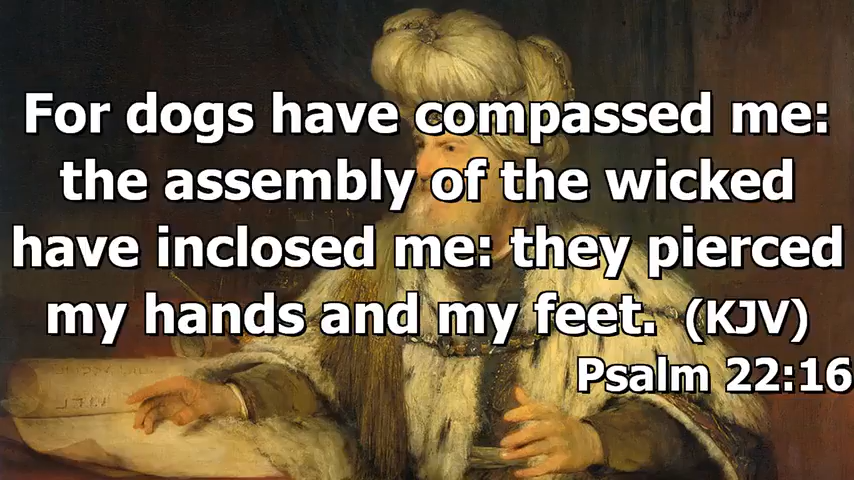 For dogs have compassed me:
the assembly of the wicked
have inclosed me: they pierced
my hands and my feet. (KJV)
Psalm 22:16